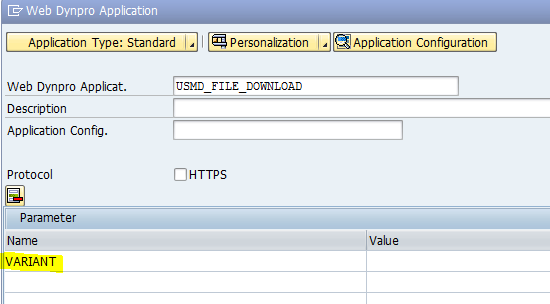 Web Dynpro Application
Application Type: Standard Personalization Application Configuration
Web Dynpro Applicat. USMD_FILE_DOWNLOAD
Description
Application Config.
Protocol HTTPS
Parameter
Name Value
VARIANT